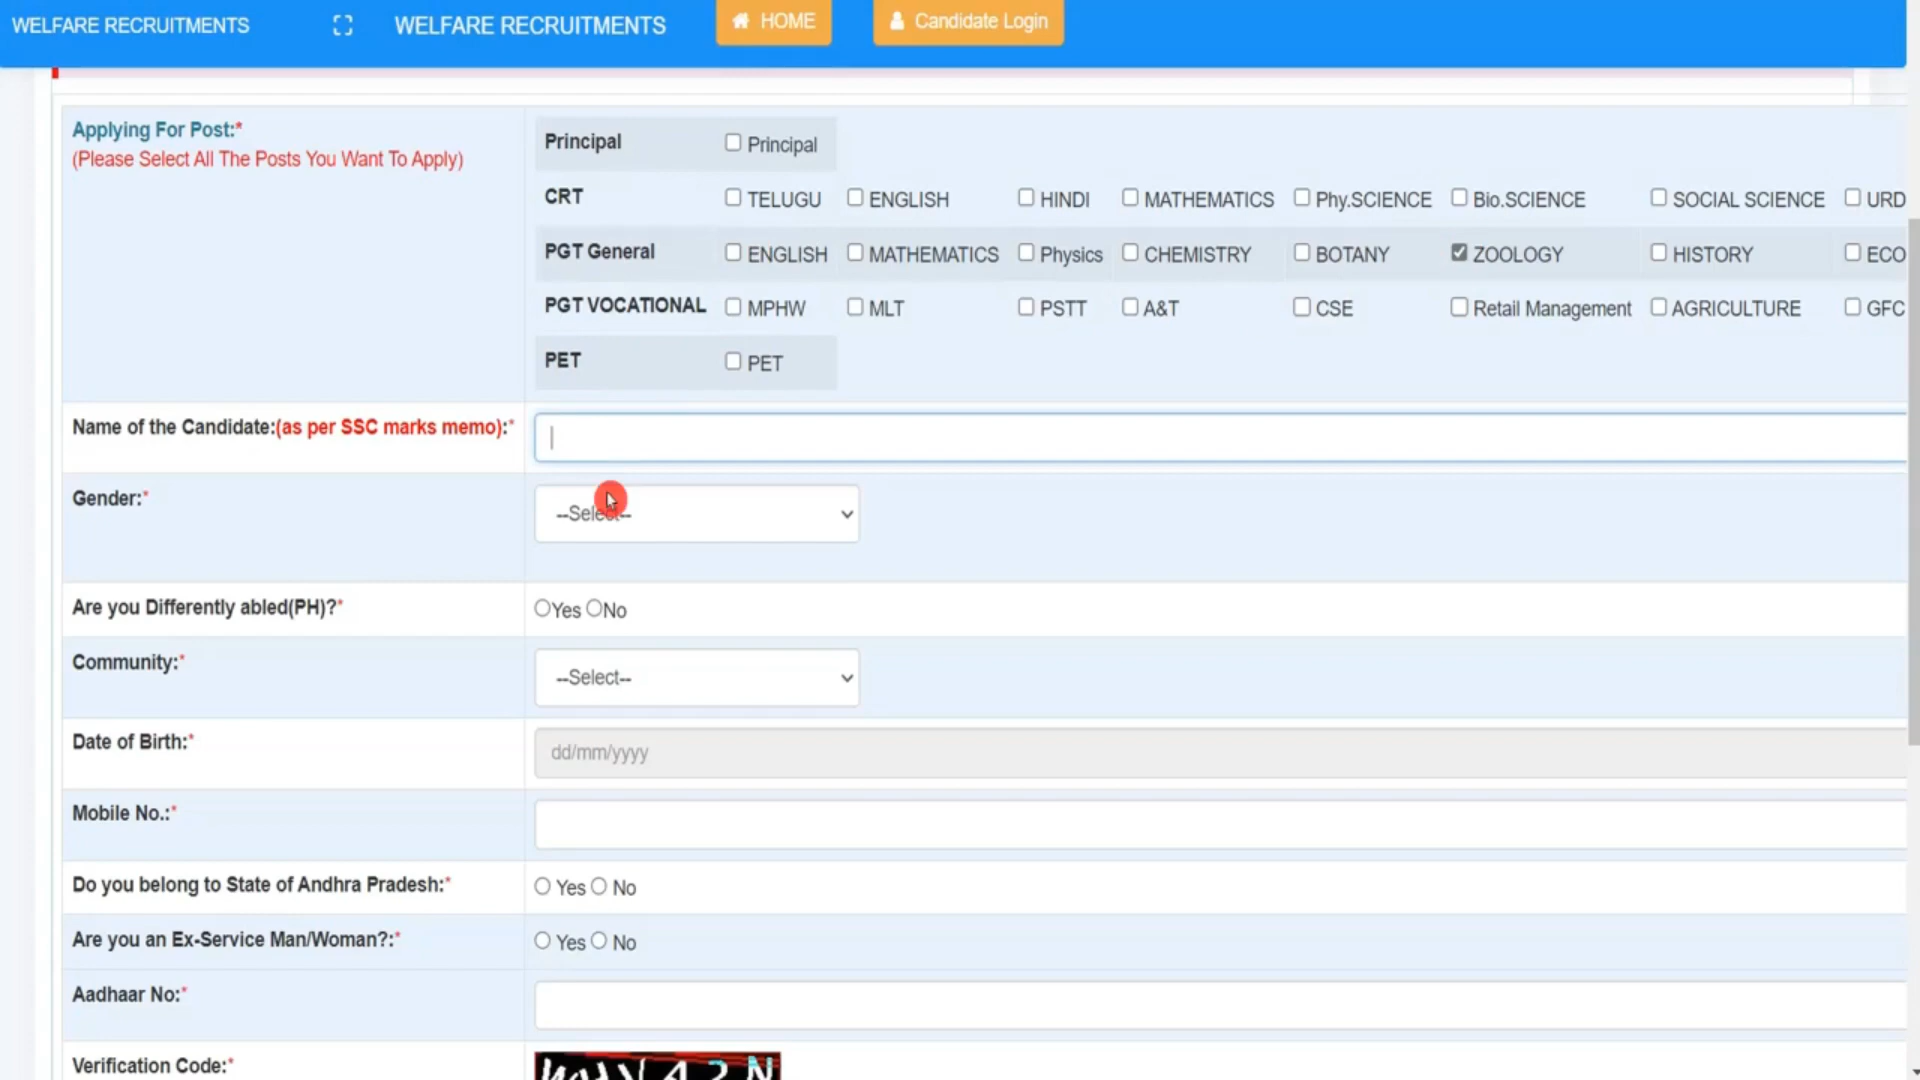 WELFARE RECRUITMENTS WELFARE RECRUITMENTS HOME Candidate Login
Applying For Post:*
(Please Select All The Posts You Want To Apply)
Principal Principal
CRT TELUGU ENGLISH HINDI MATHEMATICS Phy.SCIENCE Bio.SCIENCE SOCIAL SCIENCE URD
PGT General ENGLISH MATHEMATICS Physics CHEMISTRY BOTANY ZOOLOGY HISTORY ECO
PGT VOCATIONAL MPHW MLT PSTT A&T CSE Retail Management AGRICULTURE GFC
PET PET
Name of the Candidate:(as per SSC marks memo):*
Gender:* --Select--
Are you Differently abled(PH)?* Yes No
Community:* --Select--
Date of Birth:* dd/mm/yyyy
Mobile No.:*
Do you belong to State of Andhra Pradesh:* Yes No
Are you an Ex-Service Man/Woman?:* Yes No
Aadhaar No:*
Verification Code:*